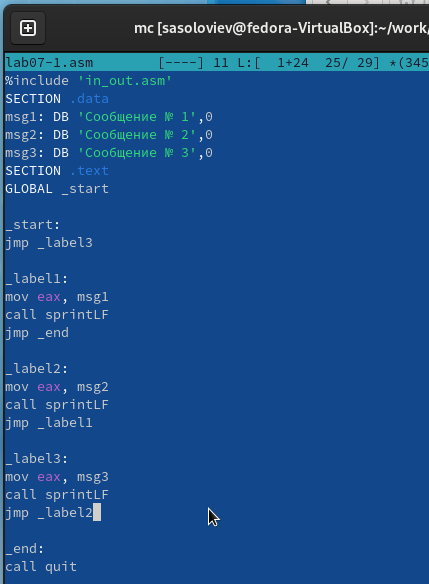 mc [sasoloviev@fedora-VirtualBox]:~/work/
lab07-1.asm [----] 11 L:[ 1+24 25/ 29] *(345
%include 'in_out.asm'
SECTION .data
msg1: DB 'Сообщение № 1',0
msg2: DB 'Сообщение № 2',0
msg3: DB 'Сообщение № 3',0
SECTION .text
GLOBAL _start
_start:
jmp _label3
_label1:
mov eax, msg1
call sprintLF
jmp _end
_label2:
mov eax, msg2
call sprintLF
jmp _label1
_label3:
mov eax, msg3
call sprintLF
jmp _label2
_end:
call quit